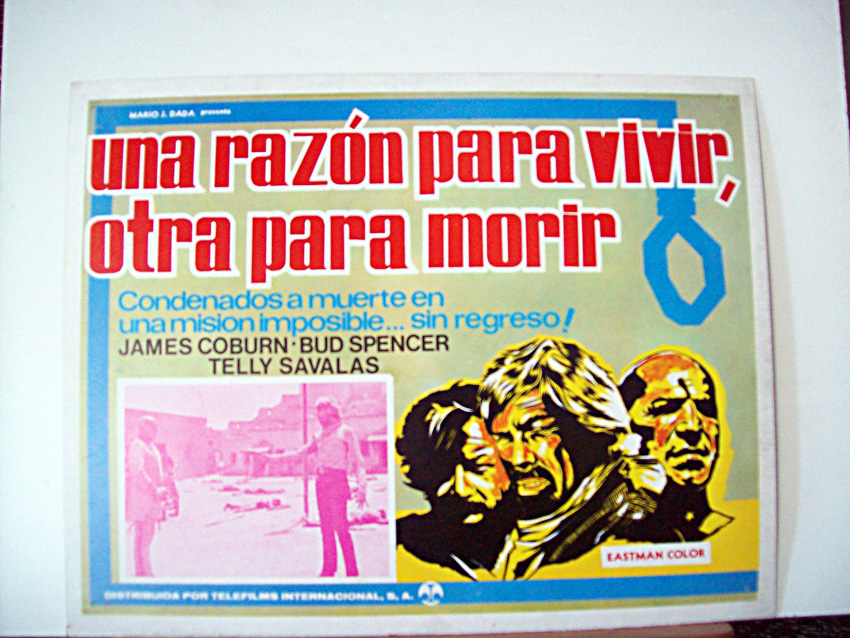 MARIO J. DADA presenta
una razón para vivir,
otra para morir
Condenados a muerte en
una mision imposible... sin regreso!
JAMES COBURN · BUD SPENCER
TELLY SAVALAS
EASTMAN COLOR
DISTRIBUIDA POR TELEFILMS INTERNACIONAL, S. A.